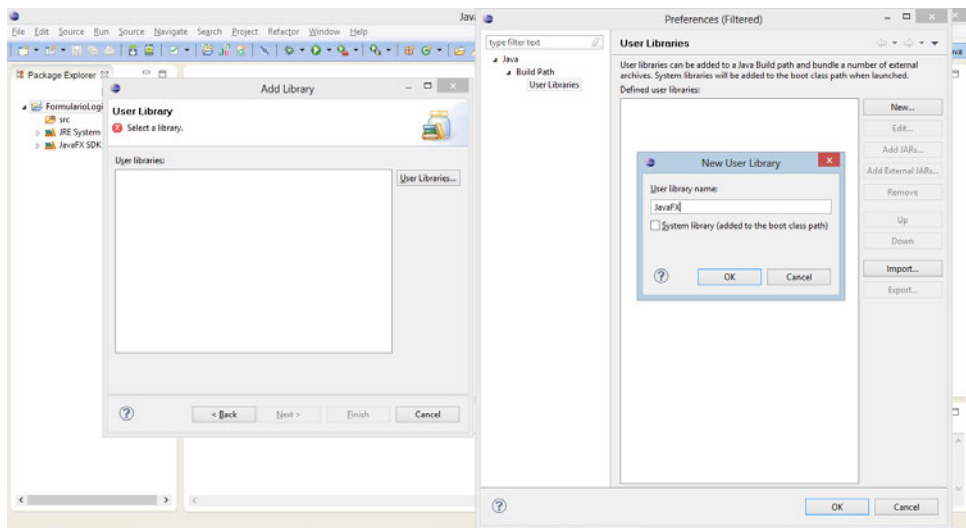 Java
File Edit Source Run Source Navigate Search Project Refactor Window Help
Package Explorer
FormularioLogi
src
JRE System
JavaFX SDK
Add Library
User Library
Select a library.
User libraries:
User Libraries...
< Back
Next >
Finish
Cancel
Preferences (Filtered)
type filter text
Java
Build Path
User Libraries
User Libraries
User libraries can be added to a Java Build path and bundle a number of external
archives. System libraries will be added to the boot class path when launched.
Defined user libraries:
New...
Edit...
Add JARs...
Add External JARs...
Remove
Up
Down
Import...
Export...
New User Library
User library name:
JavaFX
System library (added to the boot class path)
OK
Cancel
OK
Cancel